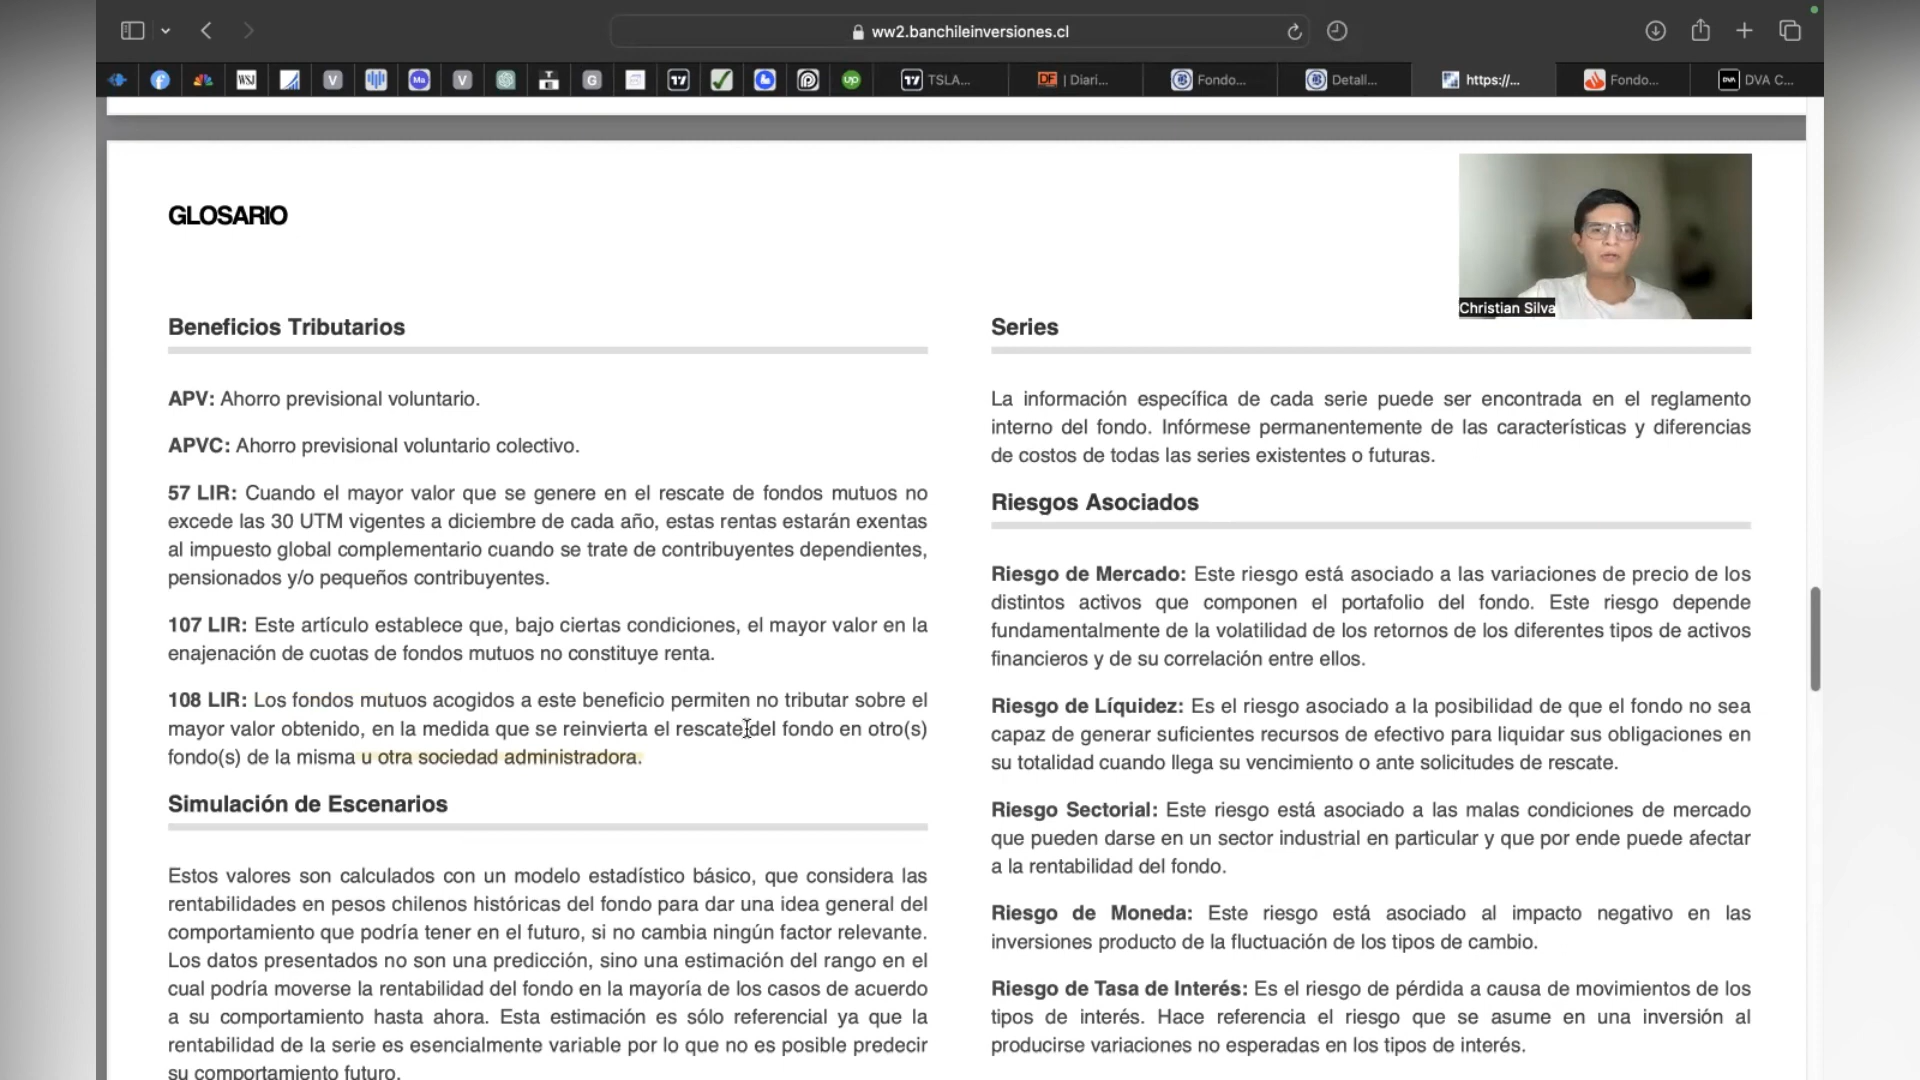 ww2.banchileinversiones.cl
WSJ
V
Ma
V
G
up
TSLA...
DF | Diari...
Fondo...
Detall...
https://...
Fondo...
DVA DVA C...
GLOSARIO
Christian Silva
Beneficios Tributarios
APV: Ahorro previsional voluntario.
APVC: Ahorro previsional voluntario colectivo.
57 LIR: Cuando el mayor valor que se genere en el rescate de fondos mutuos no
excede las 30 UTM vigentes a diciembre de cada año, estas rentas estarán exentas
al impuesto global complementario cuando se trate de contribuyentes dependientes,
pensionados y/o pequeños contribuyentes.
107 LIR: Este artículo establece que, bajo ciertas condiciones, el mayor valor en la
enajenación de cuotas de fondos mutuos no constituye renta.
108 LIR: Los fondos mutuos acogidos a este beneficio permiten no tributar sobre el
mayor valor obtenido, en la medida que se reinvierta el rescate del fondo en otro(s)
fondo(s) de la misma u otra sociedad administradora.
Simulación de Escenarios
Estos valores son calculados con un modelo estadístico básico, que considera las
rentabilidades en pesos chilenos históricas del fondo para dar una idea general del
comportamiento que podría tener en el futuro, si no cambia ningún factor relevante.
Los datos presentados no son una predicción, sino una estimación del rango en el
cual podría moverse la rentabilidad del fondo en la mayoría de los casos de acuerdo
a su comportamiento hasta ahora. Esta estimación es sólo referencial ya que la
rentabilidad de la serie es esencialmente variable por lo que no es posible predecir
su comportamiento futuro.
Series
La información específica de cada serie puede ser encontrada en el reglamento
interno del fondo. Infórmese permanentemente de las características y diferencias
de costos de todas las series existentes o futuras.
Riesgos Asociados
Riesgo de Mercado: Este riesgo está asociado a las variaciones de precio de los
distintos activos que componen el portafolio del fondo. Este riesgo depende
fundamentalmente de la volatilidad de los retornos de los diferentes tipos de activos
financieros y de su correlación entre ellos.
Riesgo de Líquidez: Es el riesgo asociado a la posibilidad de que el fondo no sea
capaz de generar suficientes recursos de efectivo para liquidar sus obligaciones en
su totalidad cuando llega su vencimiento o ante solicitudes de rescate.
Riesgo Sectorial: Este riesgo está asociado a las malas condiciones de mercado
que pueden darse en un sector industrial en particular y que por ende puede afectar
a la rentabilidad del fondo.
Riesgo de Moneda: Este riesgo está asociado al impacto negativo en las
inversiones producto de la fluctuación de los tipos de cambio.
Riesgo de Tasa de Interés: Es el riesgo de pérdida a causa de movimientos de los
tipos de interés. Hace referencia el riesgo que se asume en una inversión al
producirse variaciones no esperadas en los tipos de interés.